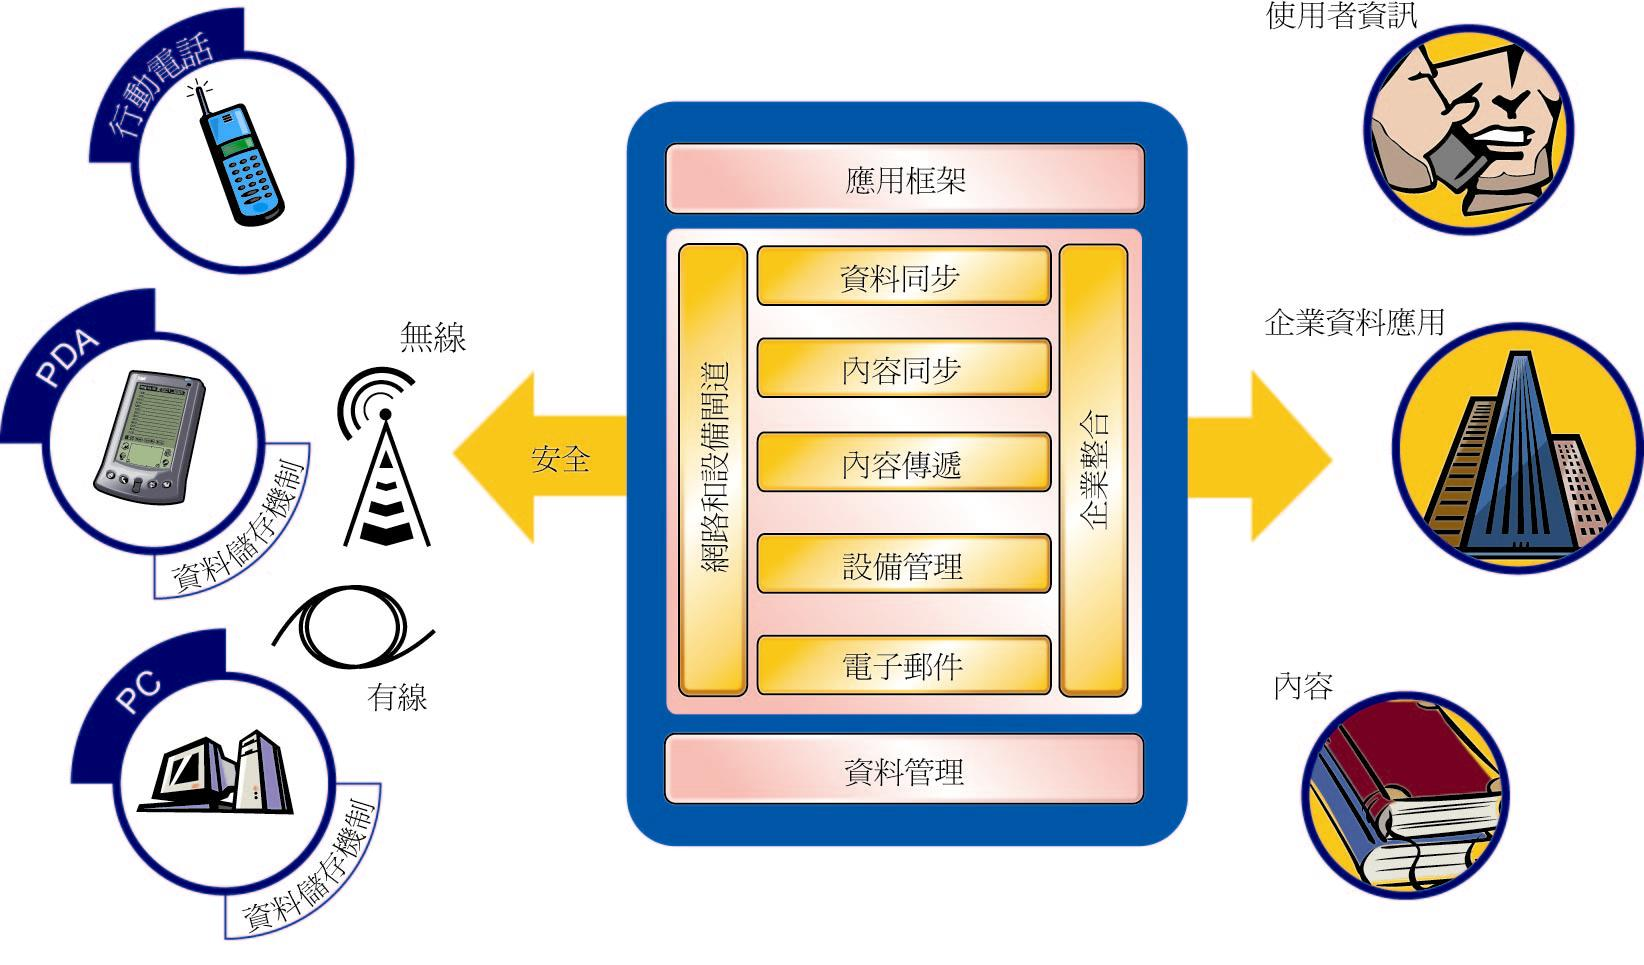 行動電話
PDA
資料儲存機制
PC
資料儲存機制
無線
有線
安全
應用框架
網路和設備閘道
資料同步
內容同步
內容傳遞
設備管理
電子郵件
企業整合
資料管理
使用者資訊
企業資料應用
內容